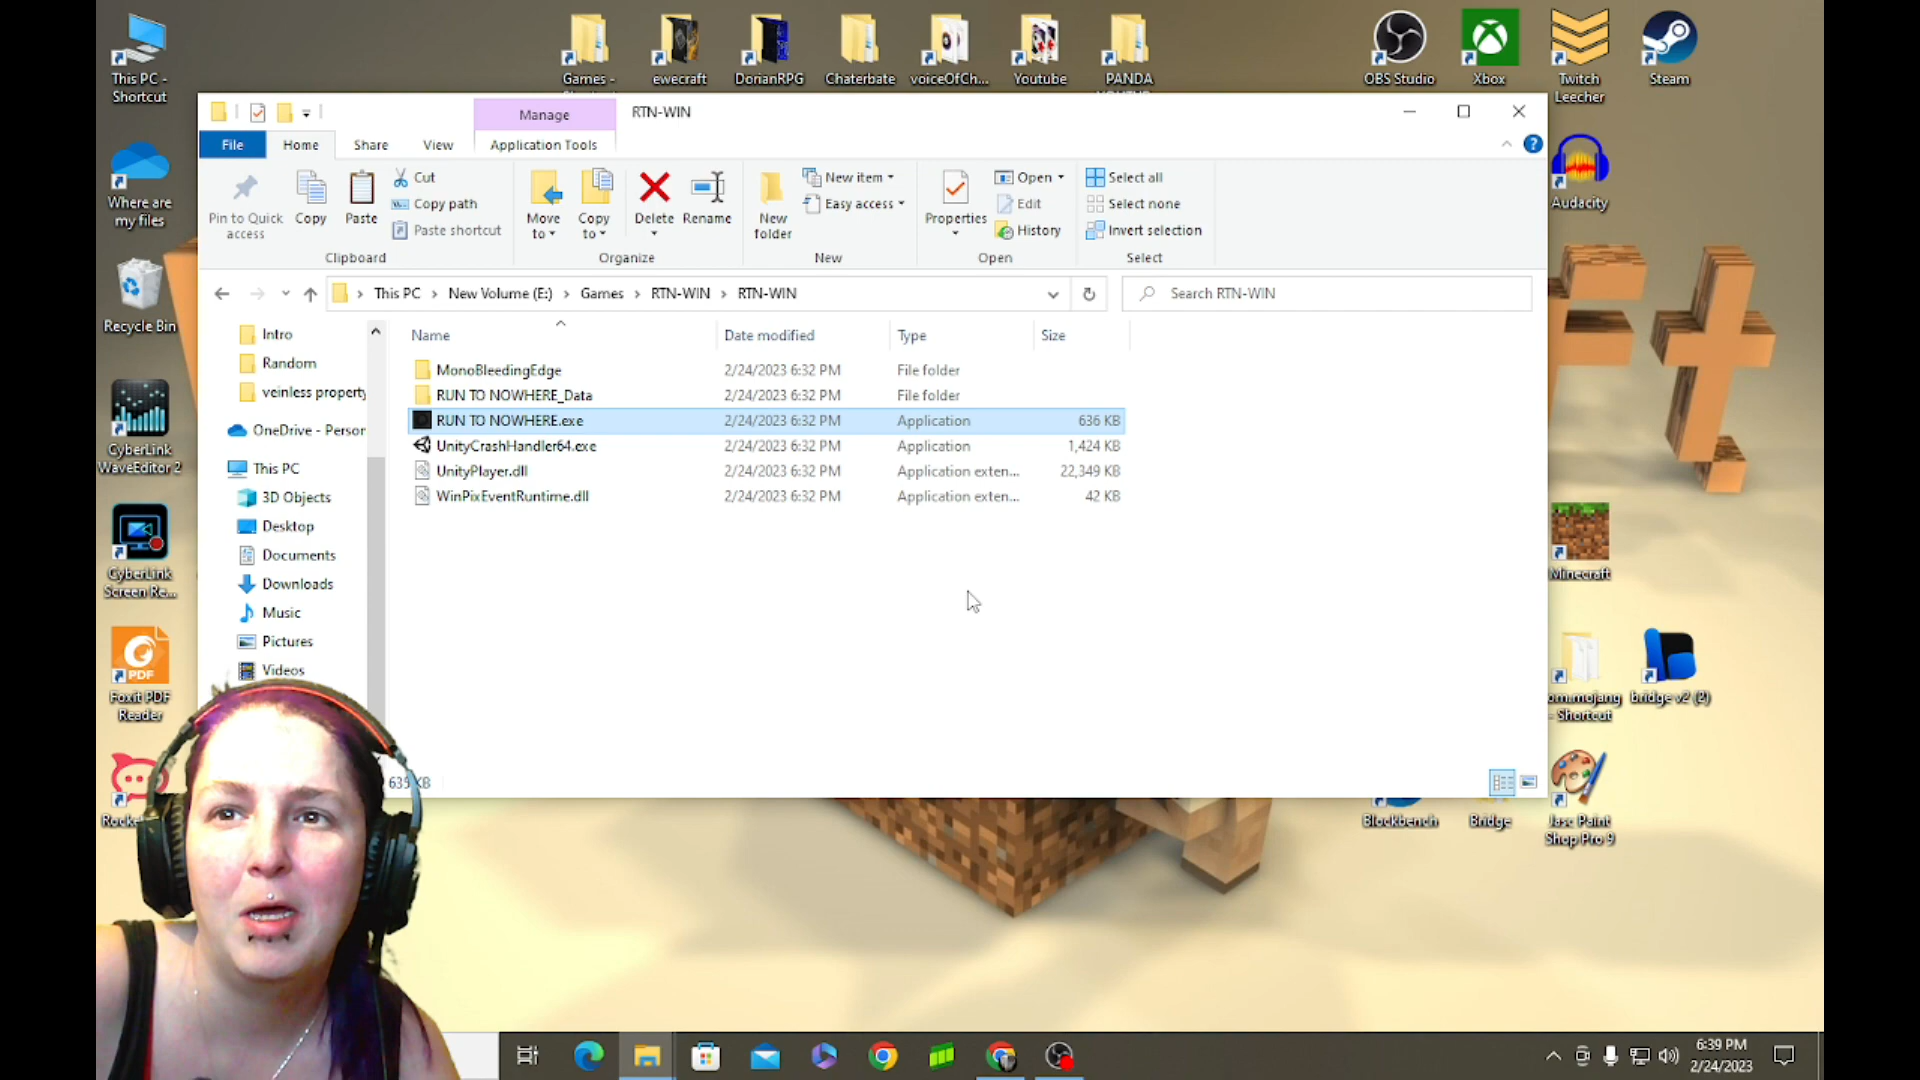 This PC -
Shortcut
Games -
ewecraft
DorianRPG
Chaterbate
voiceOfCh...
Youtube
PANDA
OBS Studio
Xbox
Twitch
Leecher
Steam
Manage
RTN-WIN
File
Home
Share
View
Application Tools
Pin to Quick
access
Copy
Paste
Cut
Copy path
Paste shortcut
Clipboard
Move
to
Copy
to
Delete
Rename
Organize
New
folder
New item
Easy access
New
Properties
Open
Edit
History
Open
Select all
Select none
Invert selection
Select
Where are
my files
Audacity
This PC > New Volume (E:) > Games > RTN-WIN > RTN-WIN
Search RTN-WIN
Recycle Bin
Intro
Random
veinless property
OneDrive - Person
This PC
3D Objects
Desktop
Documents
Downloads
Music
Pictures
Videos
Name Date modified Type Size
MonoBleedingEdge 2/24/2023 6:32 PM File folder
RUN TO NOWHERE_Data 2/24/2023 6:32 PM File folder
RUN TO NOWHERE.exe 2/24/2023 6:32 PM Application 636 KB
UnityCrashHandler64.exe 2/24/2023 6:32 PM Application 1,424 KB
UnityPlayer.dll 2/24/2023 6:32 PM Application exten... 22,349 KB
WinPixEventRuntime.dll 2/24/2023 6:32 PM Application exten... 42 KB
CyberLink
WaveEditor 2
CyberLink
Screen Re...
Minecraft
PDF
Foxit PDF
Reader
om.mojang
- Shortcut
bridge v2 (2)
635 KB
Rocke
Blockbench
Bridge
Jasc Paint
Shop Pro 9
6:39 PM
2/24/2023